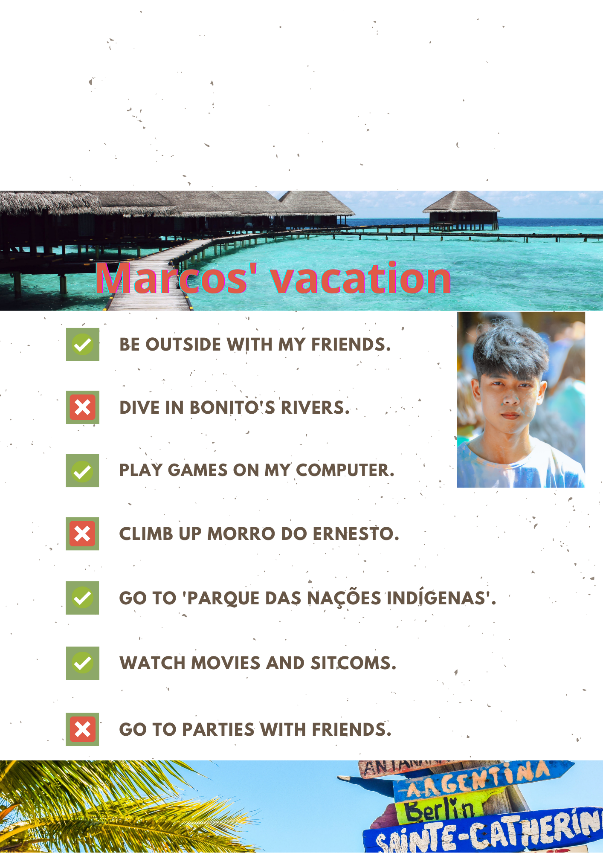 Marcos' vacation
BE OUTSIDE WITH MY FRIENDS.
DIVE IN BONITO'S RIVERS.
PLAY GAMES ON MY COMPUTER.
CLIMB UP MORRO DO ERNESTO.
GO TO 'PARQUE DAS NAÇÕES INDÍGENAS'.
WATCH MOVIES AND SITCOMS.
GO TO PARTIES WITH FRIENDS.
ARGENTINA
Berlin
SAINTE-CATHERIN